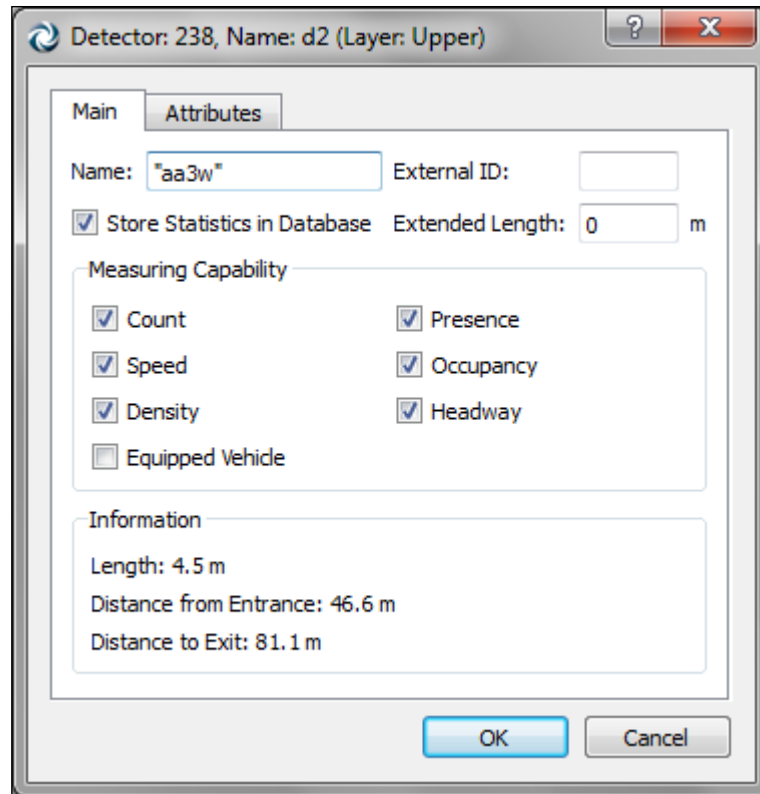 Detector: 238, Name: d2 (Layer: Upper)
Main Attributes
Name: "aa3w" External ID:
Store Statistics in Database Extended Length: 0 m
Measuring Capability
Count Presence
Speed Occupancy
Density Headway
Equipped Vehicle
Information
Length: 4.5 m
Distance from Entrance: 46.6 m
Distance to Exit: 81.1 m
OK Cancel